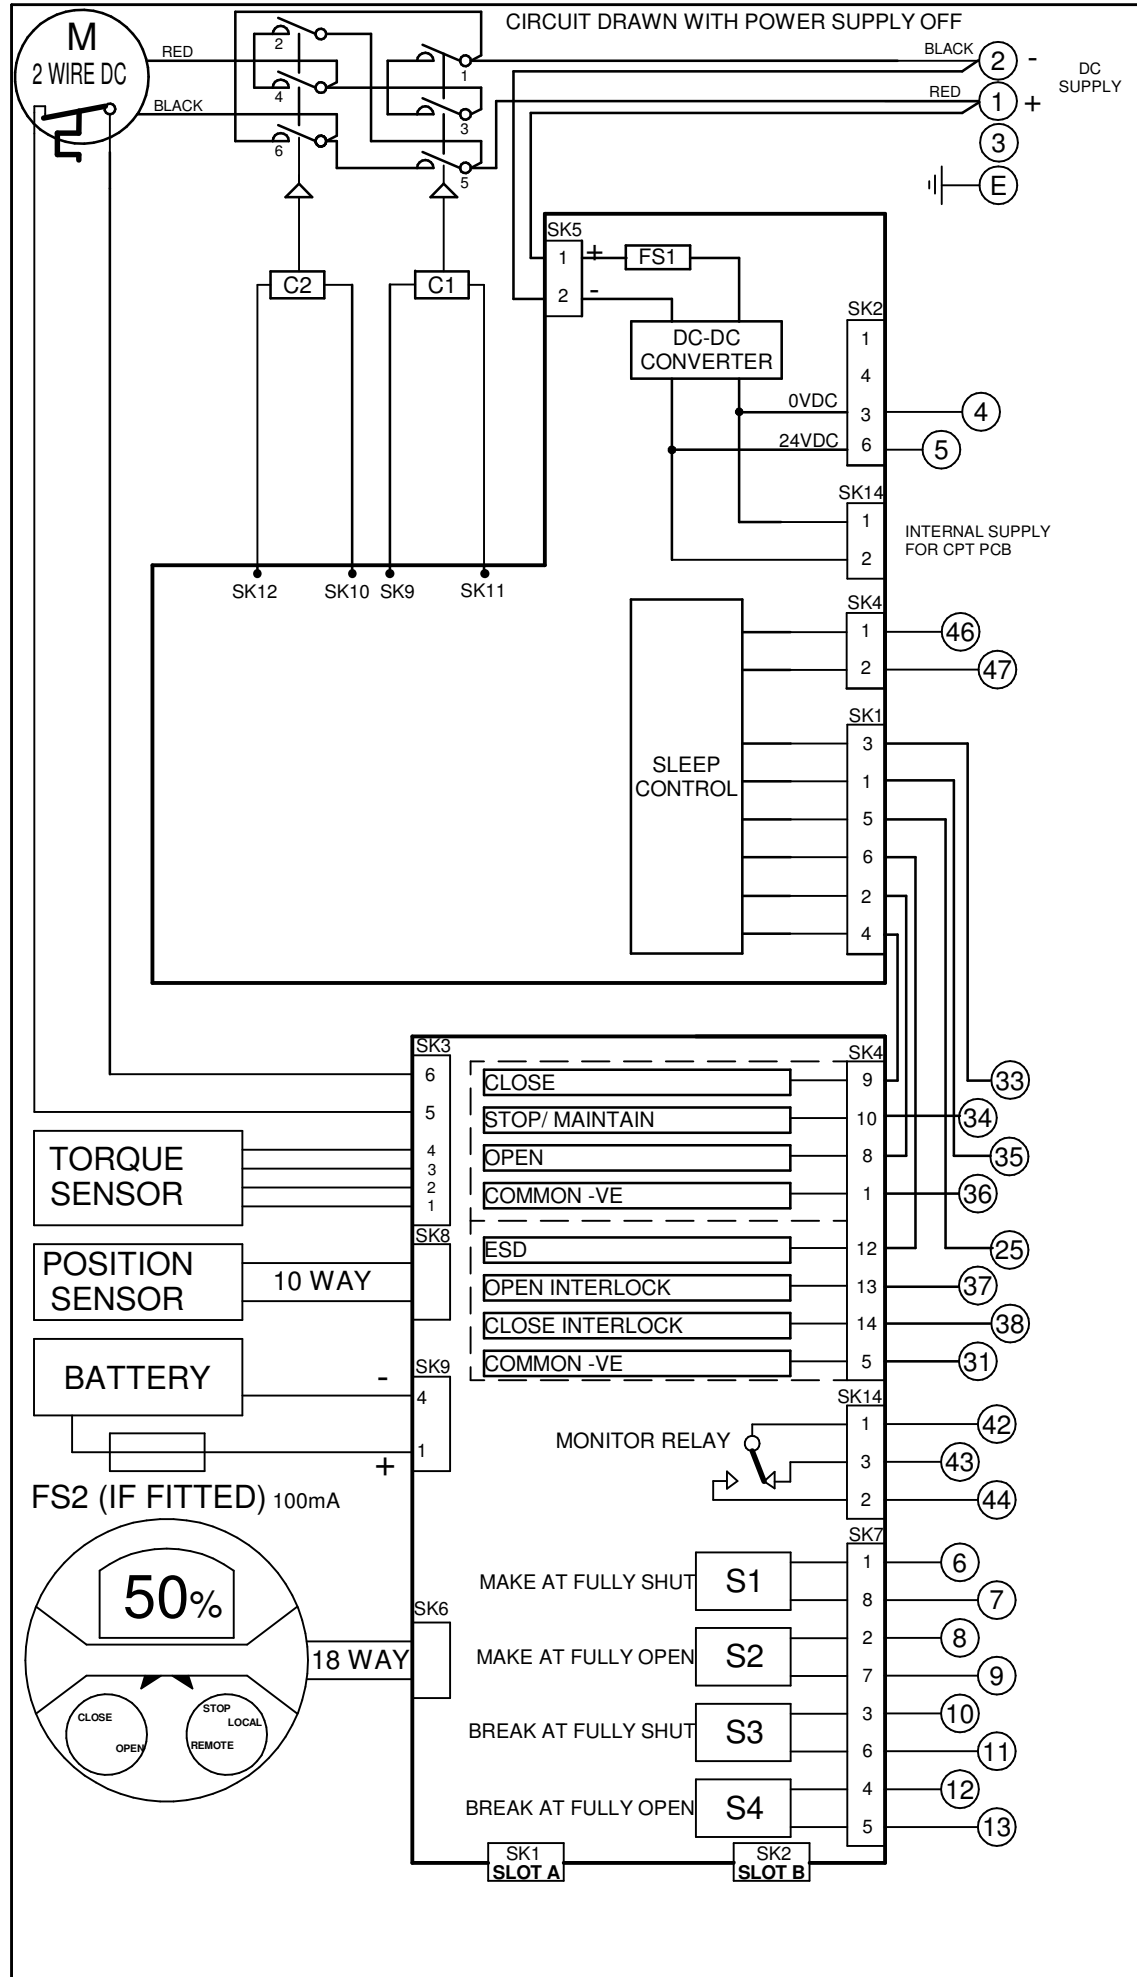 CIRCUIT DRAWN WITH POWER SUPPLY OFF
M
2 WIRE DC
RED
BLACK
2
4
6
1
3
5
BLACK
2
-
RED
1
+
DC
SUPPLY
3
E
C2
C1
SK12
SK10
SK9
SK11
SK5
1
+
FS1
2
-
DC-DC
CONVERTER
SK2
1
4
0VDC
3
4
24VDC
6
5
SK14
1
2
INTERNAL SUPPLY
FOR CPT PCB
SLEEP
CONTROL
SK4
1
46
2
47
SK1
3
1
5
6
2
4
SK3
6
5
4
3
2
1
TORQUE
SENSOR
SK8
POSITION
SENSOR
10 WAY
BATTERY
-
SK9
4
1
+
FS2 (IF FITTED) 100mA
50%
CLOSE
OPEN
STOP
LOCAL
REMOTE
18 WAY
SK6
SK4
CLOSE
9
33
STOP/ MAINTAIN
10
34
OPEN
8
35
COMMON -VE
1
36
ESD
12
25
OPEN INTERLOCK
13
37
CLOSE INTERLOCK
14
38
COMMON -VE
5
31
SK14
MONITOR RELAY
1
42
3
43
2
44
SK7
MAKE AT FULLY SHUT
S1
1
6
8
7
MAKE AT FULLY OPEN
S2
2
8
7
9
BREAK AT FULLY SHUT
S3
3
10
6
11
BREAK AT FULLY OPEN
S4
4
12
5
13
SK1
SLOT A
SK2
SLOT B